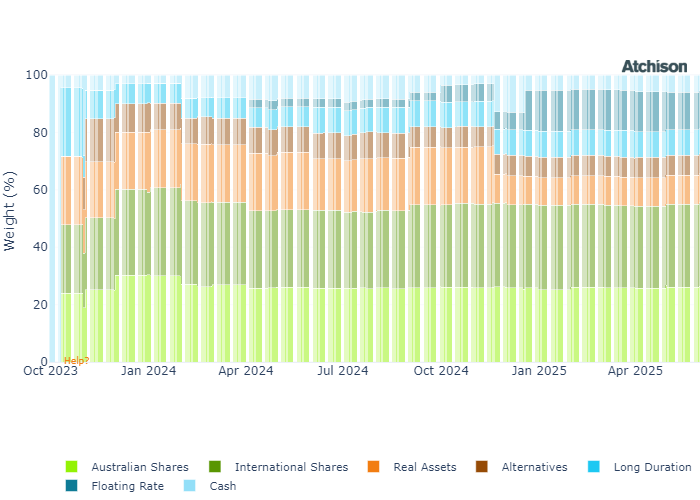 Atchison
100
80
60
40
20
0
Weight (%)
Help?
Oct 2023 Jan 2024 Apr 2024 Jul 2024 Oct 2024 Jan 2025 Apr 2025
Australian Shares International Shares Real Assets Alternatives Long Duration
Floating Rate Cash